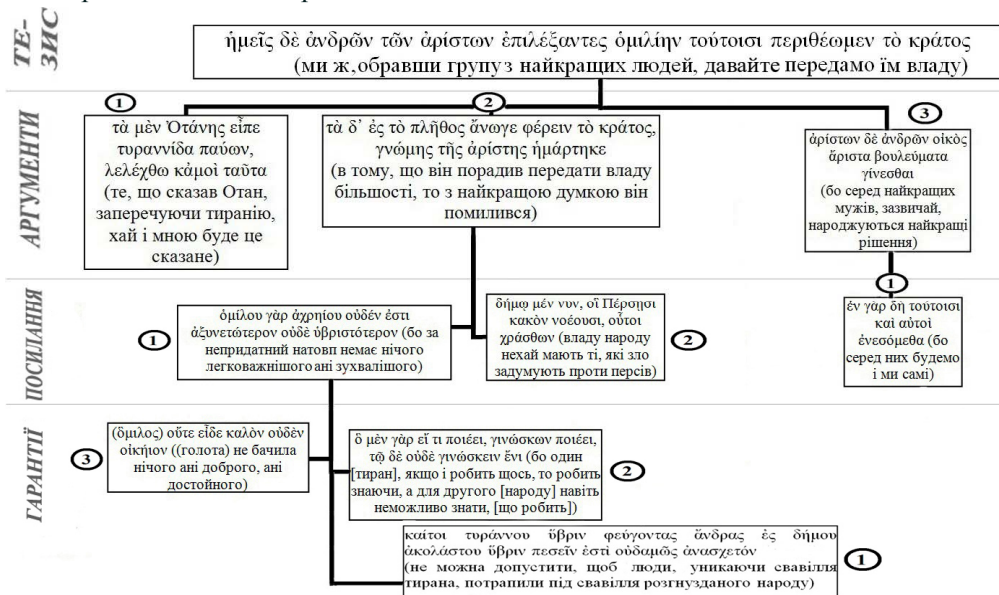 ТЕ-
ЗИС
ἡμεῖς δὲ ἀνδρῶν τῶν ἀρίστων ἐπιλέξαντες ὁμιλίην τούτοισι περιθέωμεν τὸ κράτος
(ми ж,обравши групу з найкращих людей, давайте передамо їм владу)
АРГУМЕНТИ
1
τὰ μὲν Ὀτάνης εἶπε
τυραννίδα παύων,
λελέχθω κἀμοὶ ταῦτα
(те, що сказав Отан,
заперечуючи тиранію,
хай і мною буде це
сказане)
2
τὰ δ᾽ ἐς τὸ πλῆθος ἄνωγε φέρειν τὸ κράτος,
γνώμης τῆς ἀρίστης ἡμάρτηκε
(в тому, що він порадив передати владу
більшості, то з найкращою думкою він
помилився)
3
ἀρίστων δὲ ἀνδρῶν οἰκὸς
ἄριστα βουλεύματα
γίνεσθαι
(бо серед найкращих
мужів, зазвичай,
народжуються найкращі
рішення)
ПОСИЛАННЯ
1
ὁμίλου γὰρ ἀχρηίου οὐδέν ἐστι
ἀξυνετώτερον οὐδὲ ὑβριστότερον (бо за
непридатний натовп немає нічого
легковажнішого ані зухвалішого)
δήμῳ μέν νυν, οἳ Πέρσῃσι
κακὸν νοέουσι, οὗτοι
χράσθων (владу народу
нехай мають ті, які зло
задумують проти персів)
2
1
ἐν γὰρ δὴ τούτοισι
καὶ αὐτοὶ
ἐνεσόμεθα (бо
серед них будемо
і ми самі)
ГАРАНТІЇ
3
(ὅμιλος) οὔτε εἶδε καλὸν οὐδὲν
οἰκήιον ((голота) не бачила
нічого ані доброго, ані
достойного)
ὃ μὲν γὰρ εἴ τι ποιέει, γινώσκων ποιέει,
τῷ δὲ οὐδὲ γινώσκειν ἔνι (бо один
[тиран], якщо і робить щось, то робить
знаючи, а для другого [народу] навіть
неможливо знати, [що робить])
2
καίτοι τυράννου ὕβριν φεύγοντας ἄνδρας ἐς δήμου
ἀκολάστου ὕβριν πεσεῖν ἐστὶ οὐδαμῶς ἀνασχετόν
(не можна допустити, щоб люди, уникаючи свавілля
тирана, потрапили під свавілля розгнузданого народу)
1